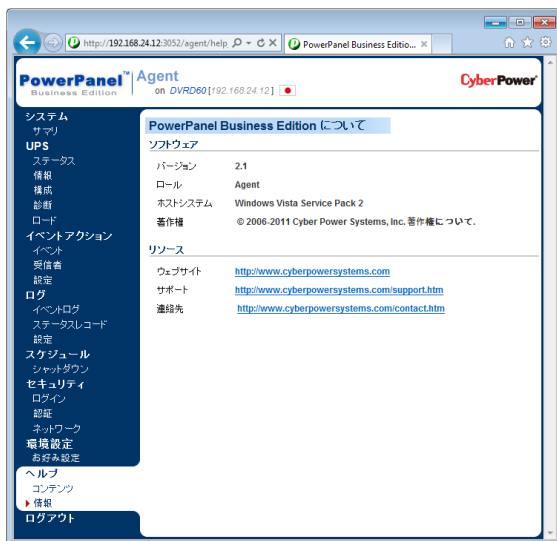 http://192.168.24.12:3052/agent/help
PowerPanel Business Editio...
PowerPanel™
Business Edition
Agent
on DVRD60 [192.168.24.12]
CyberPower
システム
サマリ
UPS
ステータス
情報
構成
診断
ロード
イベントアクション
イベント
受信者
設定
ログ
イベントログ
ステータスレコード
設定
スケジュール
シャットダウン
セキュリティ
ログイン
認証
ネットワーク
環境設定
お好み設定
ヘルプ
コンテンツ
情報
ログアウト
PowerPanel Business Edition について
ソフトウェア
バージョン 2.1
ロール Agent
ホストシステム Windows Vista Service Pack 2
著作権 © 2006-2011 Cyber Power Systems, Inc. 著作権について.
リソース
ウェブサイト http://www.cyberpowersystems.com
サポート http://www.cyberpowersystems.com/support.htm
連絡先 http://www.cyberpowersystems.com/contact.htm